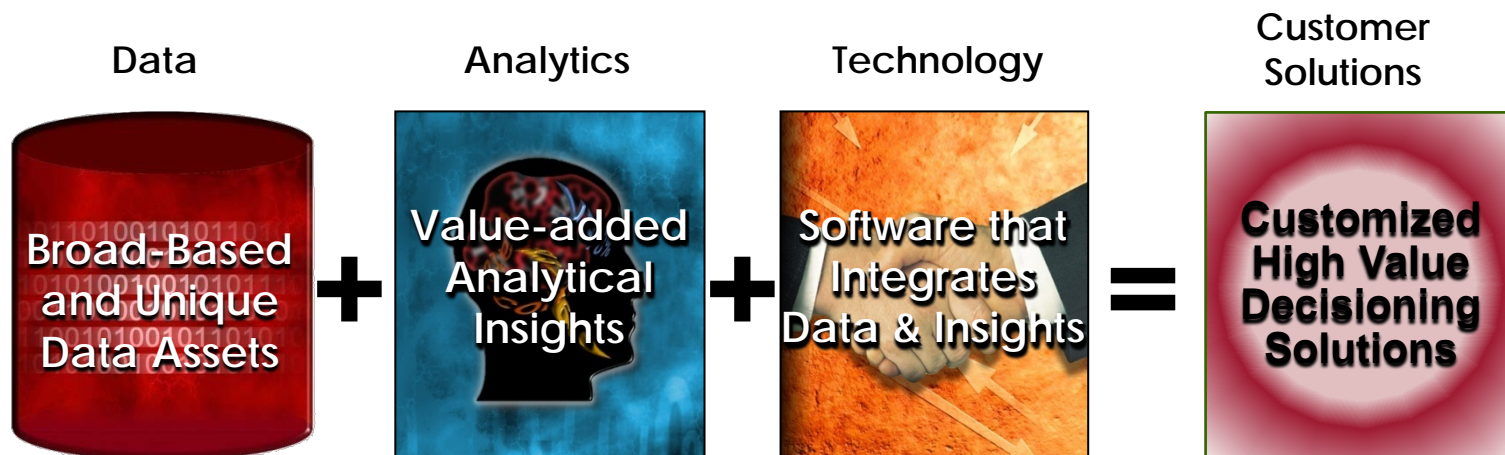 Data
Broad-Based
and Unique
Data Assets
+
Analytics
Value-added
Analytical
Insights
+
Technology
Software that
Integrates
Data & Insights
=
Customer
Solutions
Customized
High Value
Decisioning
Solutions